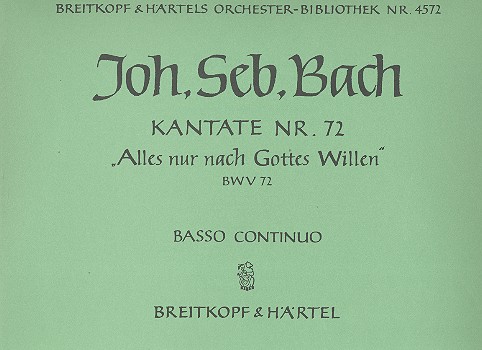 BREITKOPF & HÄRTELS ORCHESTER-BIBLIOTHEK NR. 4572
Joh. Seb. Bach
KANTATE NR. 72
„Alles nur nach Gottes Willen“
BWV 72
BASSO CONTINUO
BREITKOPF & HÄRTEL